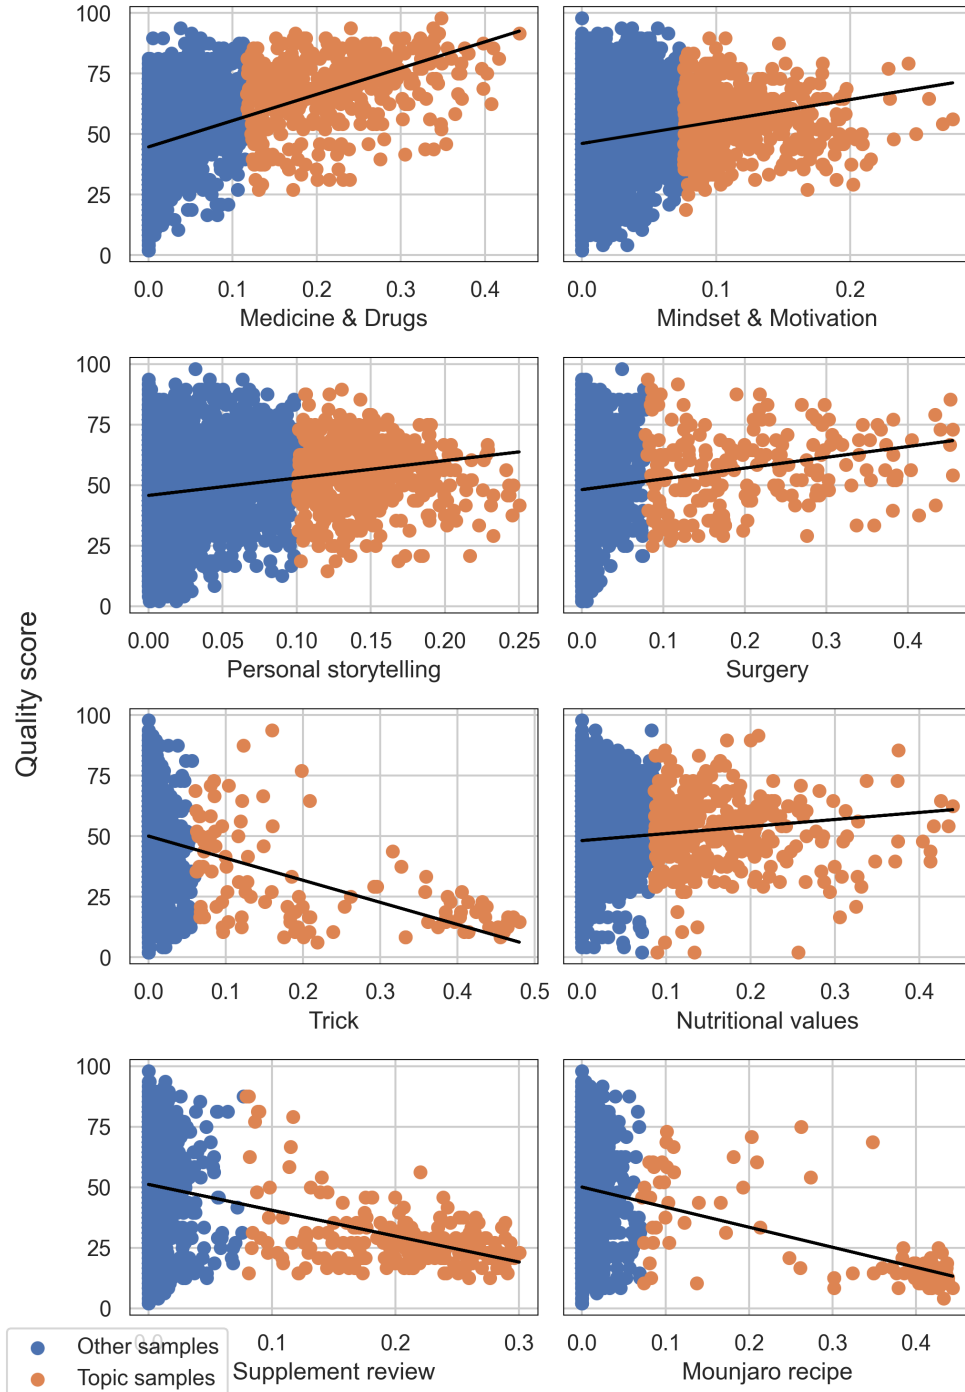 100
75
50
25
0
0.0 0.1 0.2 0.3 0.4
Medicine & Drugs
0.0 0.1 0.2
Mindset & Motivation
100
75
50
25
0
0.00 0.05 0.10 0.15 0.20 0.25
Personal storytelling
0.0 0.1 0.2 0.3 0.4
Surgery
Quality score
100
75
50
25
0
0.0 0.1 0.2 0.3 0.4 0.5
Trick
0.0 0.1 0.2 0.3 0.4
Nutritional values
100
75
50
25
0
0.0 0.1 0.2 0.3
Supplement review
0.0 0.1 0.2 0.3 0.4
Mounjaro recipe
Other samples
Topic samples